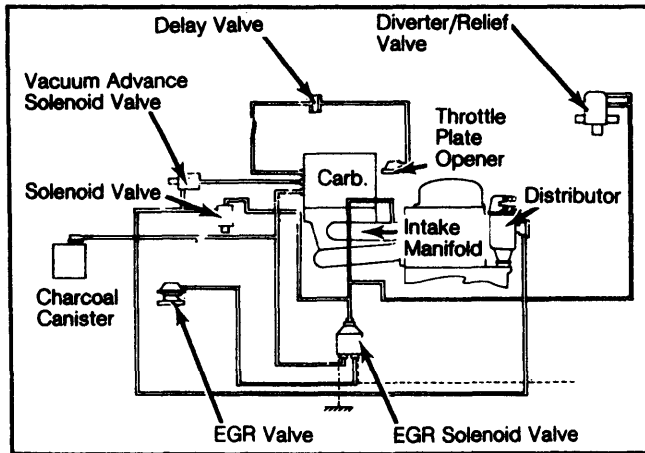 Delay Valve
Diverter/Relief
Valve
Vacuum Advance
Solenoid Valve
Throttle
Plate
Opener
Carb.
Solenoid Valve
Distributor
Intake
Manifold
Charcoal
Canister
EGR Valve
EGR Solenoid Valve